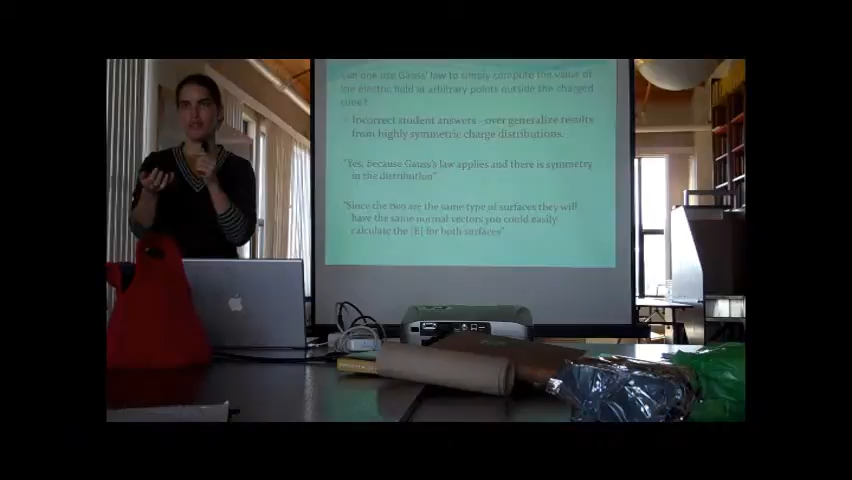 one use Gauss' law to simply compute the value of
the electric field at arbitrary points outside the charged
cube?
Incorrect student answers - over generalize results
from highly symmetric charge distributions.
"Yes, because Gauss's law applies and there is symmetry
in the distribution"
"Since the two are the same type of surfaces they will
have the same normal vectors you could easily
calculate the |E| for both surfaces"